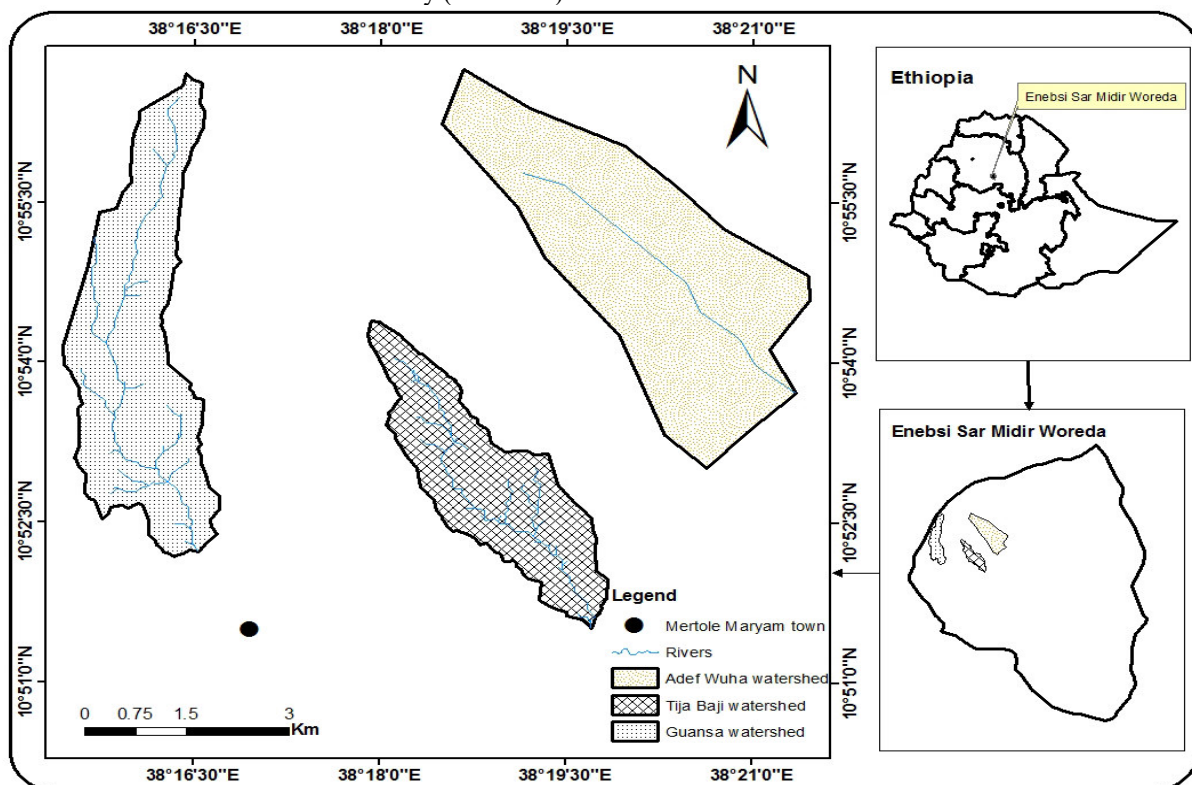 38°16'30"E 38°18'0"E 38°19'30"E 38°21'0"E
N
10°55'30"N
10°54'0"N
10°52'30"N
10°51'0"N
10°55'30"N
10°54'0"N
10°52'30"N
10°51'0"N
Legend
Mertole Maryam town
Rivers
Adef Wuha watershed
Tija Baji watershed
Guansa watershed
0 0.75 1.5 3
Km
38°16'30"E 38°18'0"E 38°19'30"E 38°21'0"E
Ethiopia
Enebsi Sar Midir Woreda
Enebsi Sar Midir Woreda